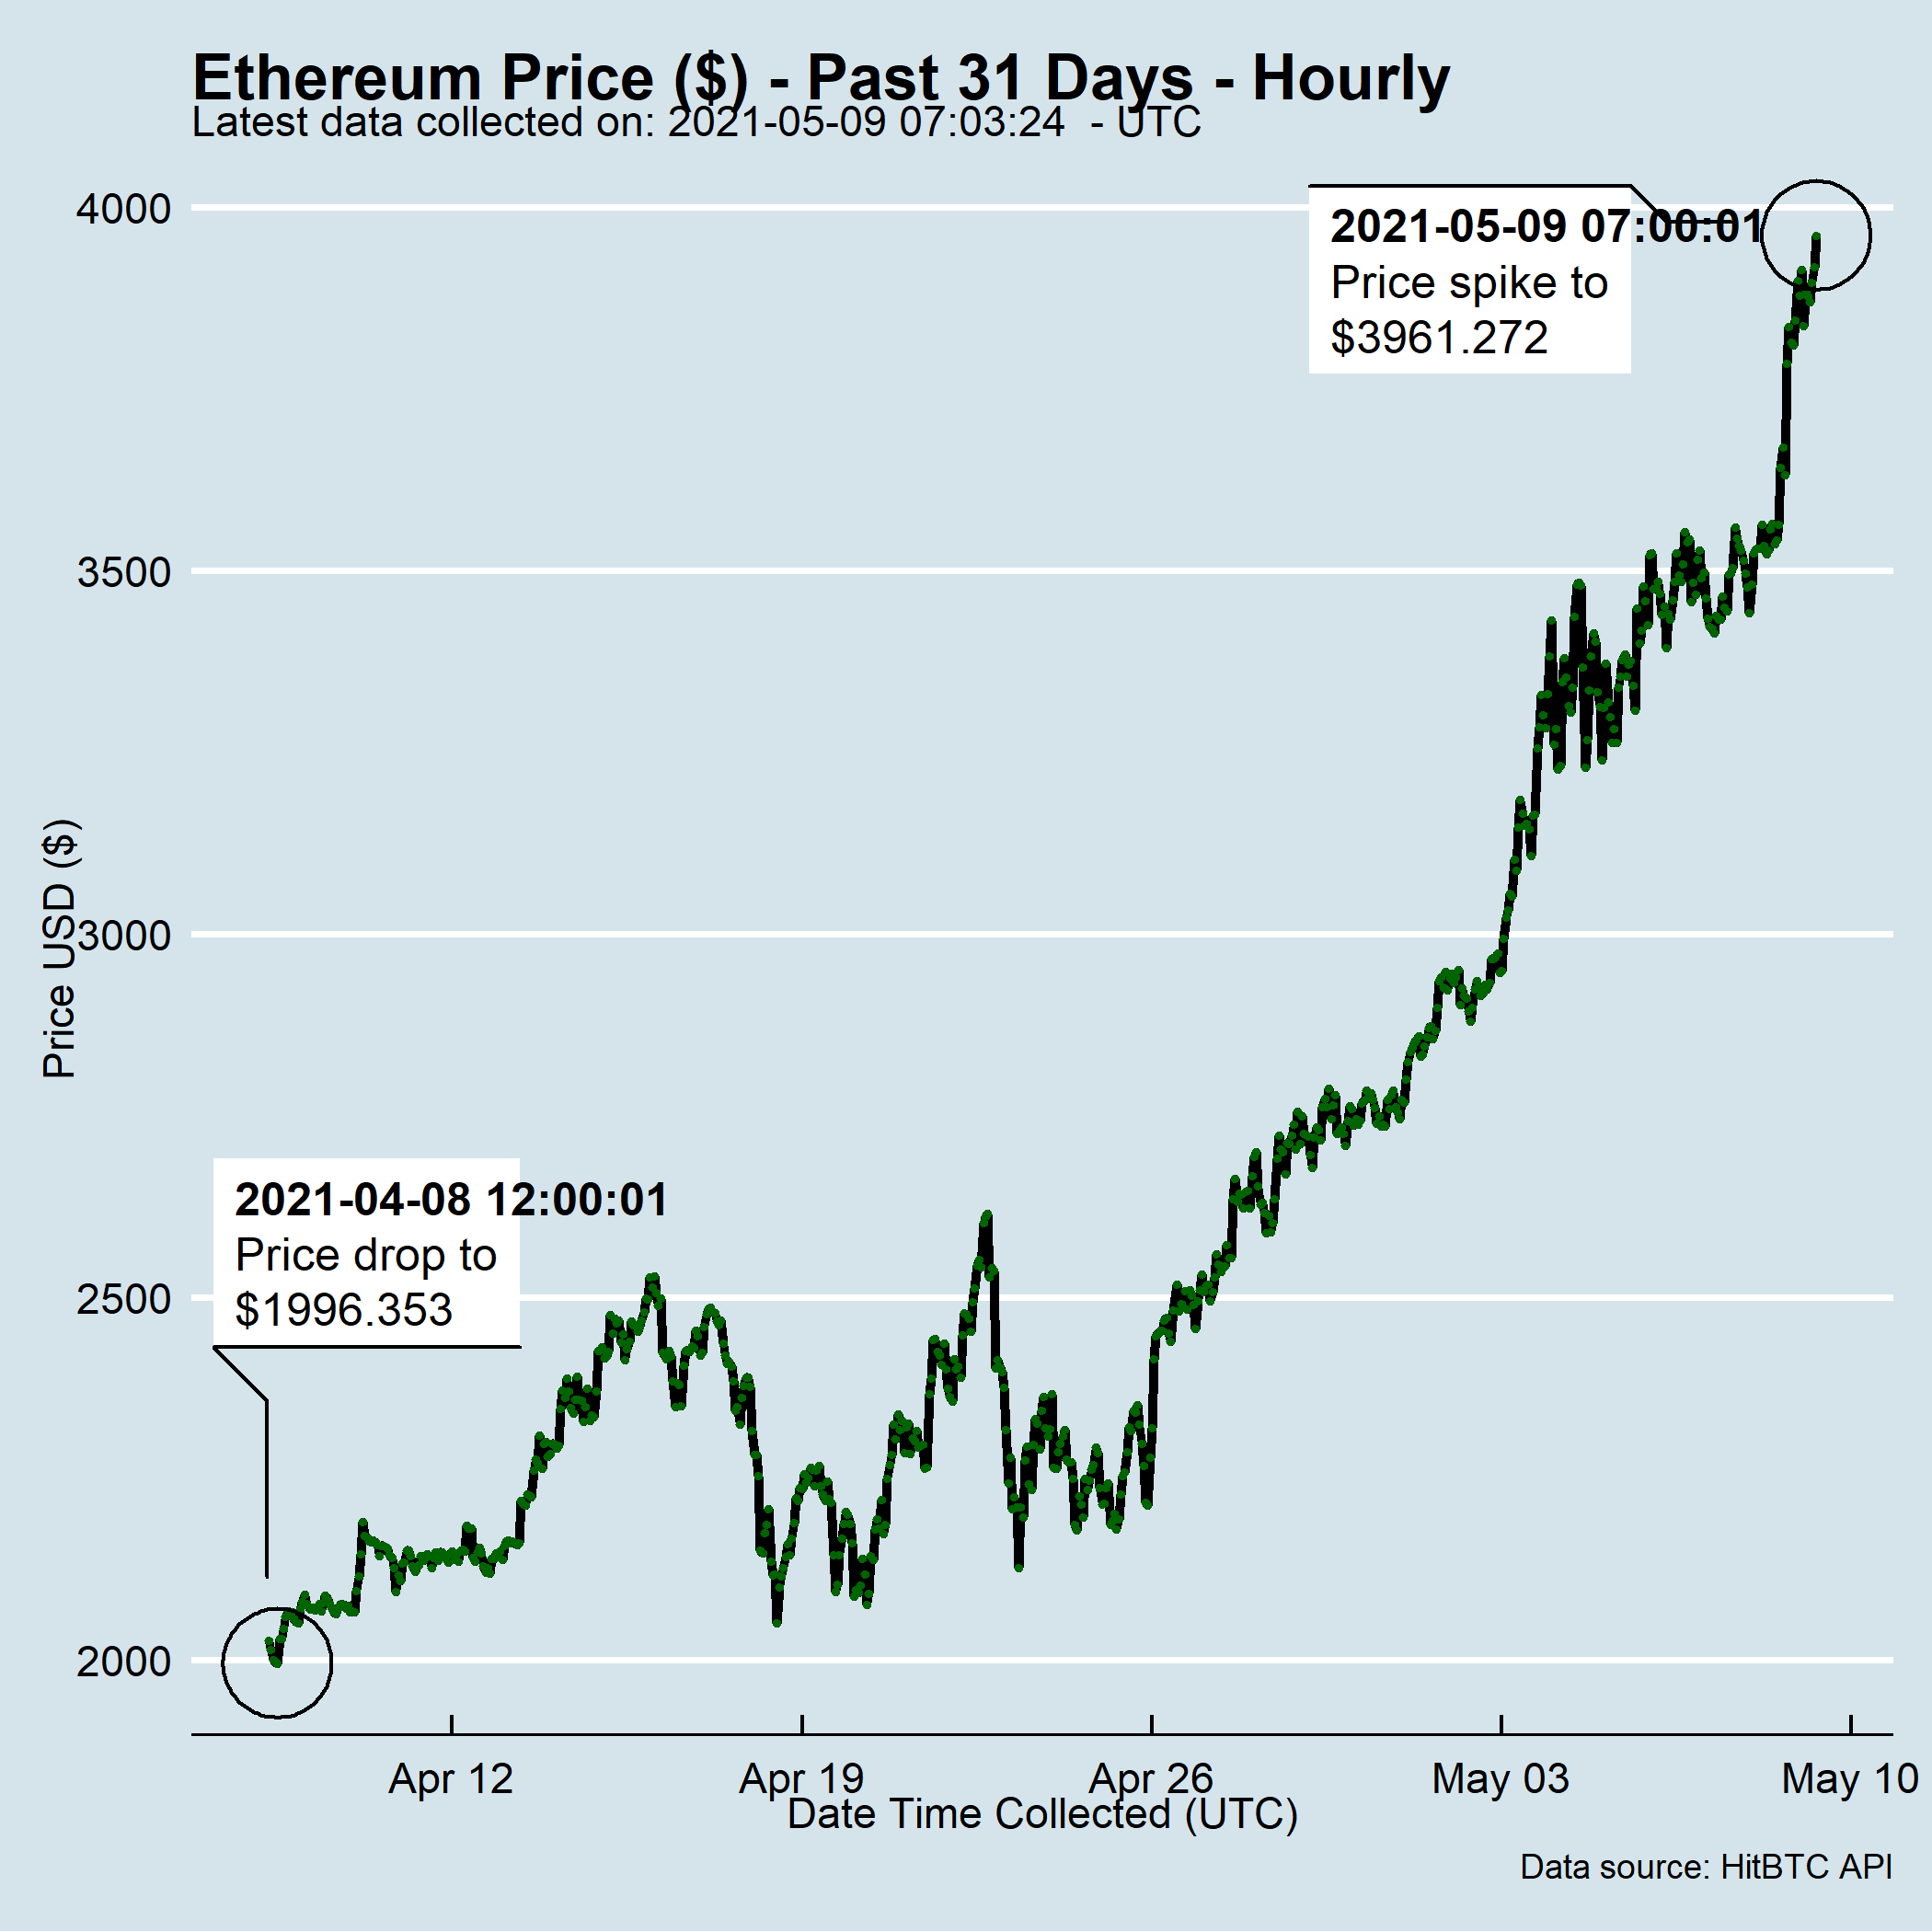 Ethereum Price ($) - Past 31 Days - Hourly
Latest data collected on: 2021-05-09 07:03:24  - UTC
4000
3500
3000
2500
2000
Price USD ($)
2021-05-09 07:00:01
Price spike to
$3961.272
2021-04-08 12:00:01
Price drop to
$1996.353
Apr 12
Apr 19
Apr 26
May 03
May 10
Date Time Collected (UTC)
Data source: HitBTC API